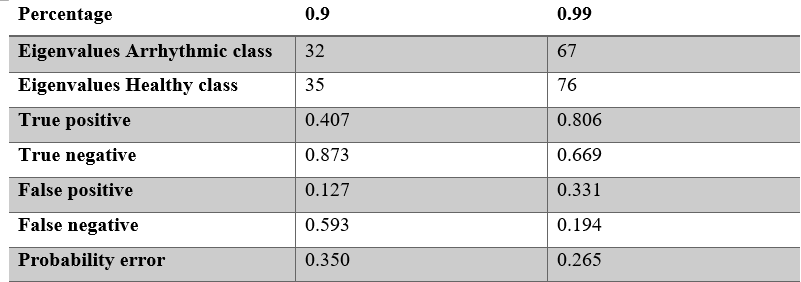 Percentage 0.9 0.99
Eigenvalues Arrhythmic class 32 67
Eigenvalues Healthy class 35 76
True positive 0.407 0.806
True negative 0.873 0.669
False positive 0.127 0.331
False negative 0.593 0.194
Probability error 0.350 0.265